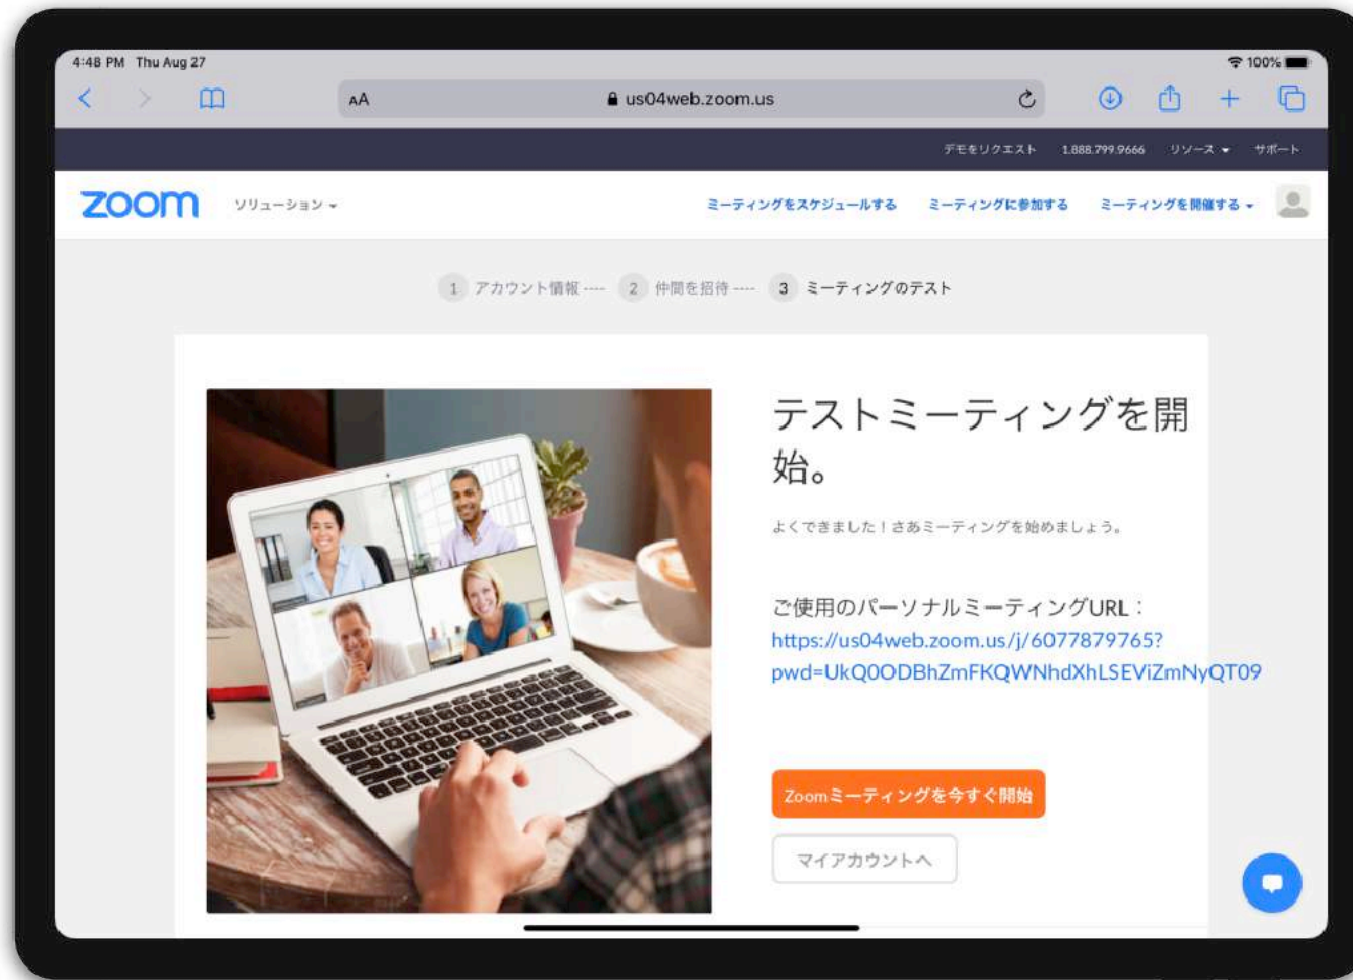 4:48 PM Thu Aug 27
100%
AA
us04web.zoom.us
デモをリクエスト 1.888.799.9666 リソース サポート
zoom ソリューション ミーティングをスケジュールする ミーティングに参加する ミーティングを開催する
1 アカウント情報 ---- 2 仲間を招待 ---- 3 ミーティングのテスト
テストミーティングを開
始。
よくできました！さあミーティングを始めましょう。
ご使用のパーソナルミーティングURL：
https://us04web.zoom.us/j/6077879765?
pwd=UkQ0ODBhZmFKQWNhdXhLSEViZmNyQT09
Zoomミーティングを今すぐ開始
マイアカウントへ